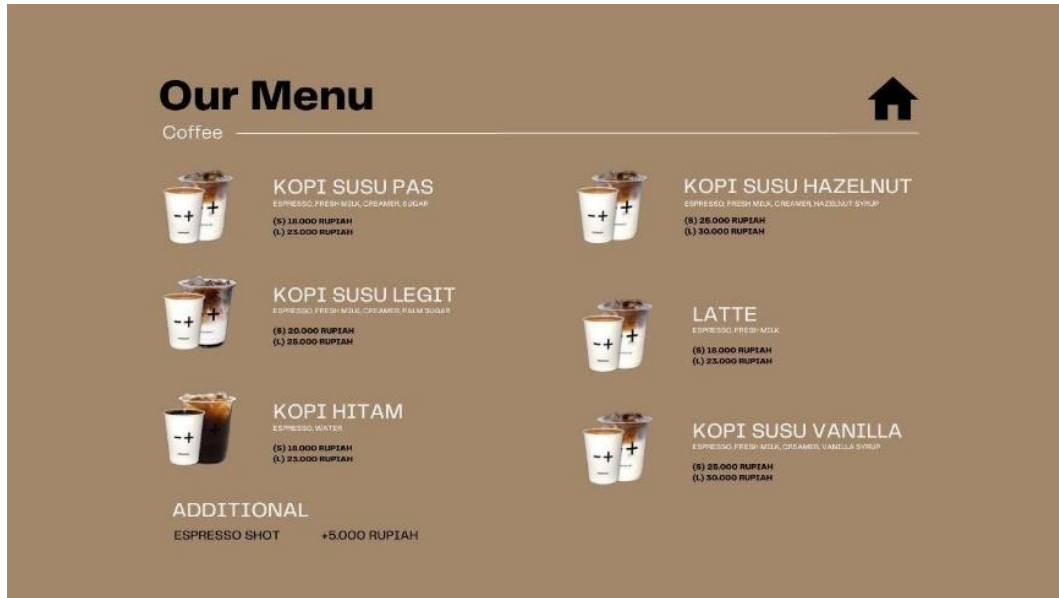 Our Menu
Coffee
KOPI SUSU PAS
ESPRESSO, FRESH MILK, CREAMER, SUGAR
(S) 18.000 RUPIAH
(L) 23.000 RUPIAH
KOPI SUSU LEGIT
ESPRESSO, FRESH MILK, CREAMER, PALM SUGAR
(S) 20.000 RUPIAH
(L) 25.000 RUPIAH
KOPI HITAM
ESPRESSO, WATER
(S) 18.000 RUPIAH
(L) 23.000 RUPIAH
ADDITIONAL
ESPRESSO SHOT +5.000 RUPIAH
KOPI SUSU HAZELNUT
ESPRESSO, FRESH MILK, CREAMER, HAZELNUT SYRUP
(S) 25.000 RUPIAH
(L) 30.000 RUPIAH
LATTE
ESPRESSO, FRESH MILK
(S) 18.000 RUPIAH
(L) 23.000 RUPIAH
KOPI SUSU VANILLA
ESPRESSO, FRESH MILK, CREAMER, VANILLA SYRUP
(S) 25.000 RUPIAH
(L) 30.000 RUPIAH